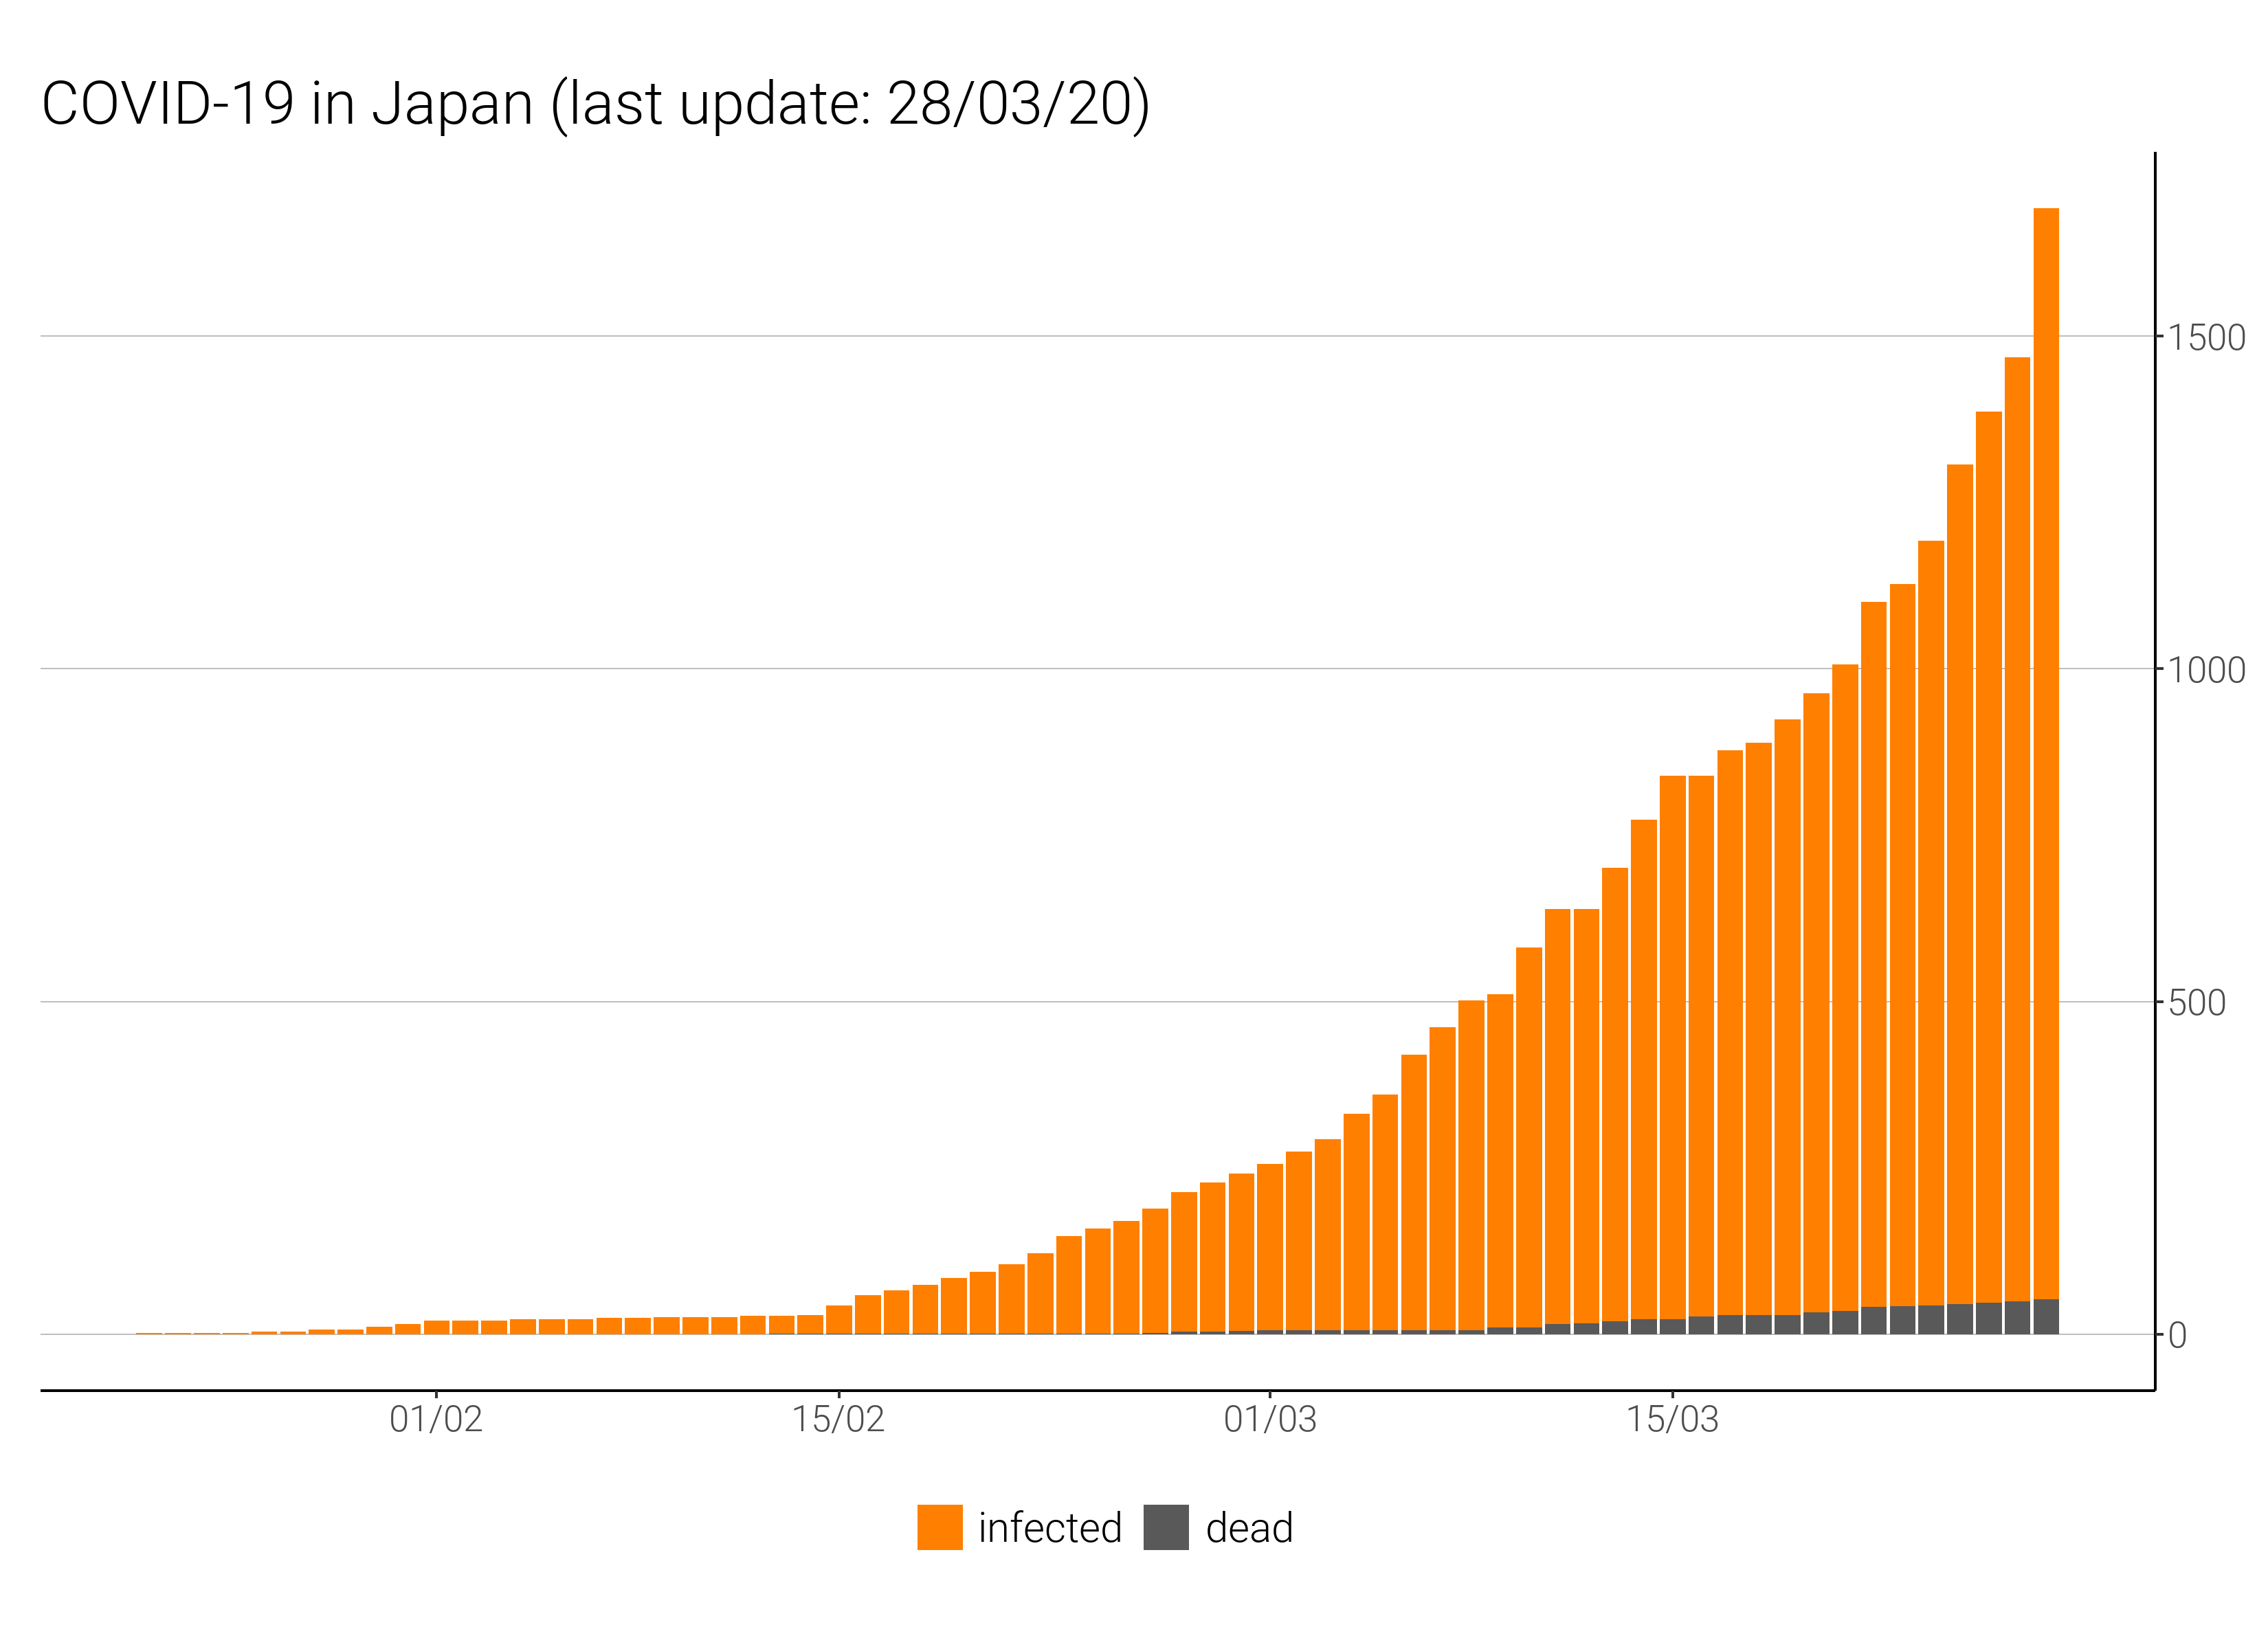 COVID-19 in Japan (last update: 28/03/20)
1500
1000
500
0
01/02 15/02 01/03 15/03
infected dead